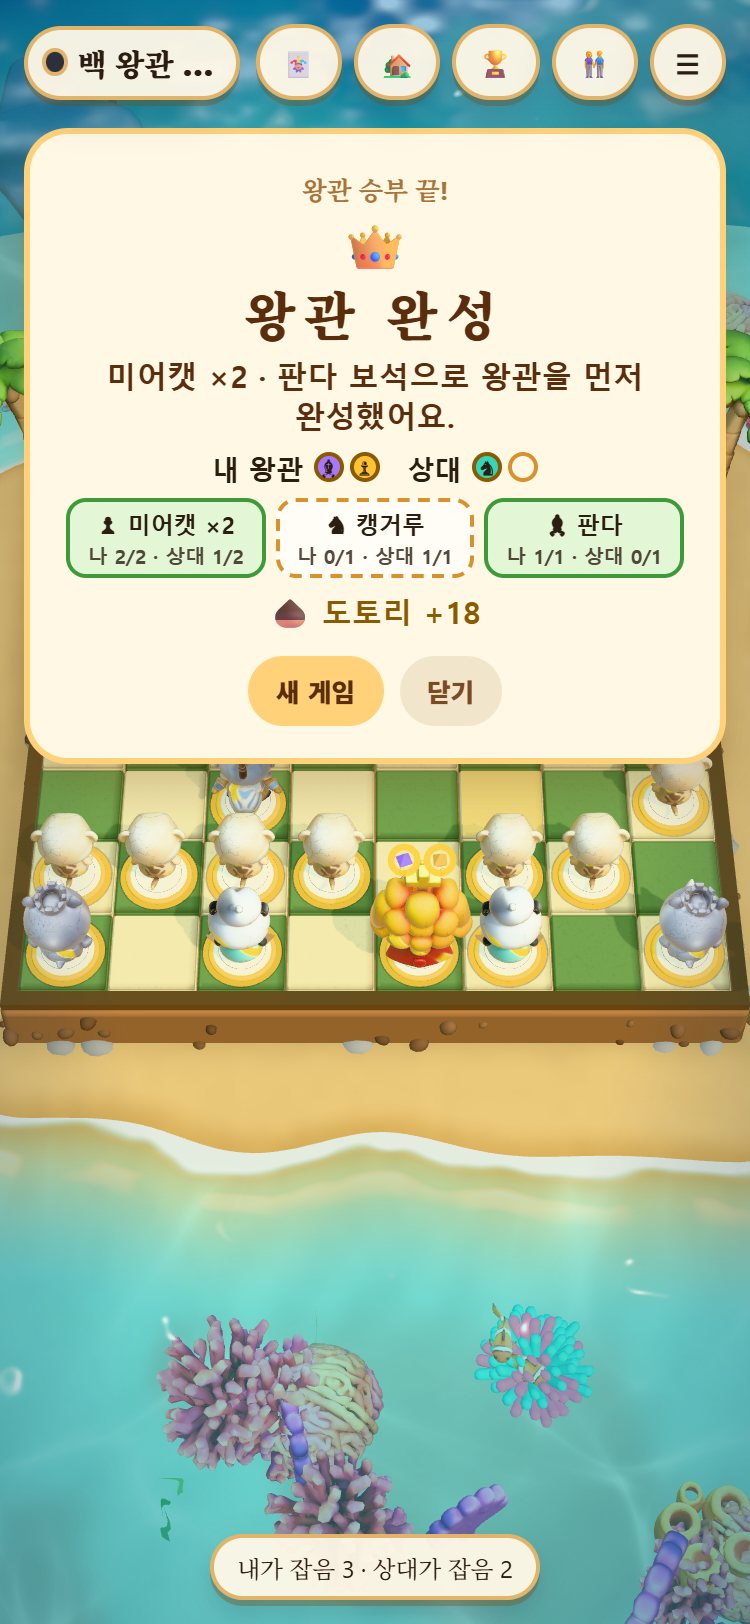 백 왕관 ...
왕관 승부 끝!
왕관 완성
미어캣 ×2 · 판다 보석으로 왕관을 먼저
완성했어요.
내 왕관 상대
미어캣 ×2
나 2/2 · 상대 1/2
캥거루
나 0/1 · 상대 1/1
판다
나 1/1 · 상대 0/1
도토리 +18
새 게임
닫기
내가 잡음 3 · 상대가 잡음 2